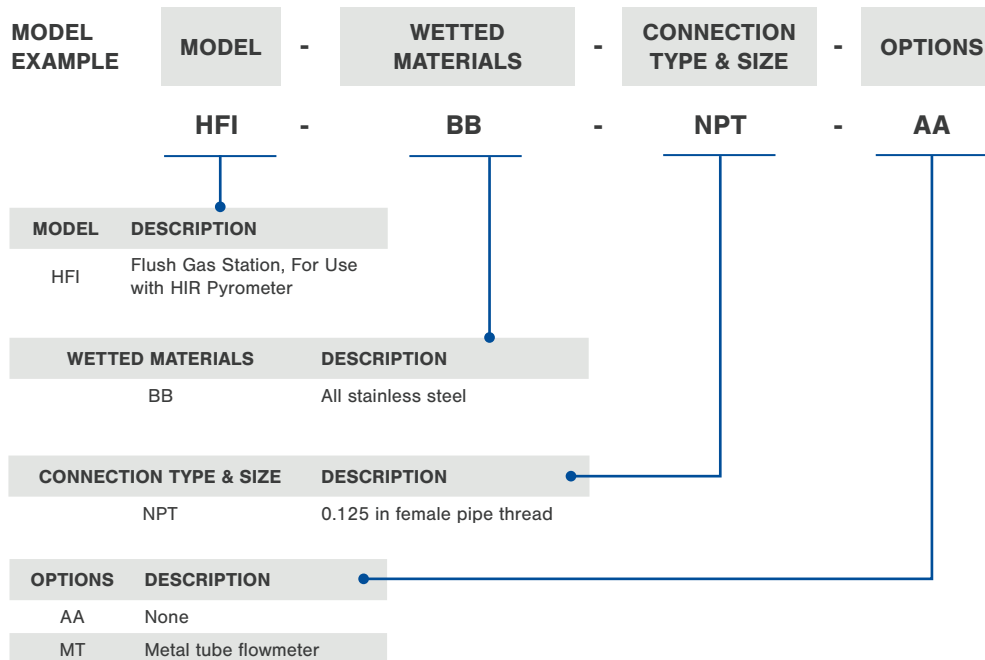 MODEL EXAMPLE MODEL - WETTED MATERIALS - CONNECTION TYPE & SIZE - OPTIONS
HFI - BB - NPT - AA
MODEL DESCRIPTION
HFI Flush Gas Station, For Use
with HIR Pyrometer
WETTED MATERIALS DESCRIPTION
BB All stainless steel
CONNECTION TYPE & SIZE DESCRIPTION
NPT 0.125 in female pipe thread
OPTIONS DESCRIPTION
AA None
MT Metal tube flowmeter